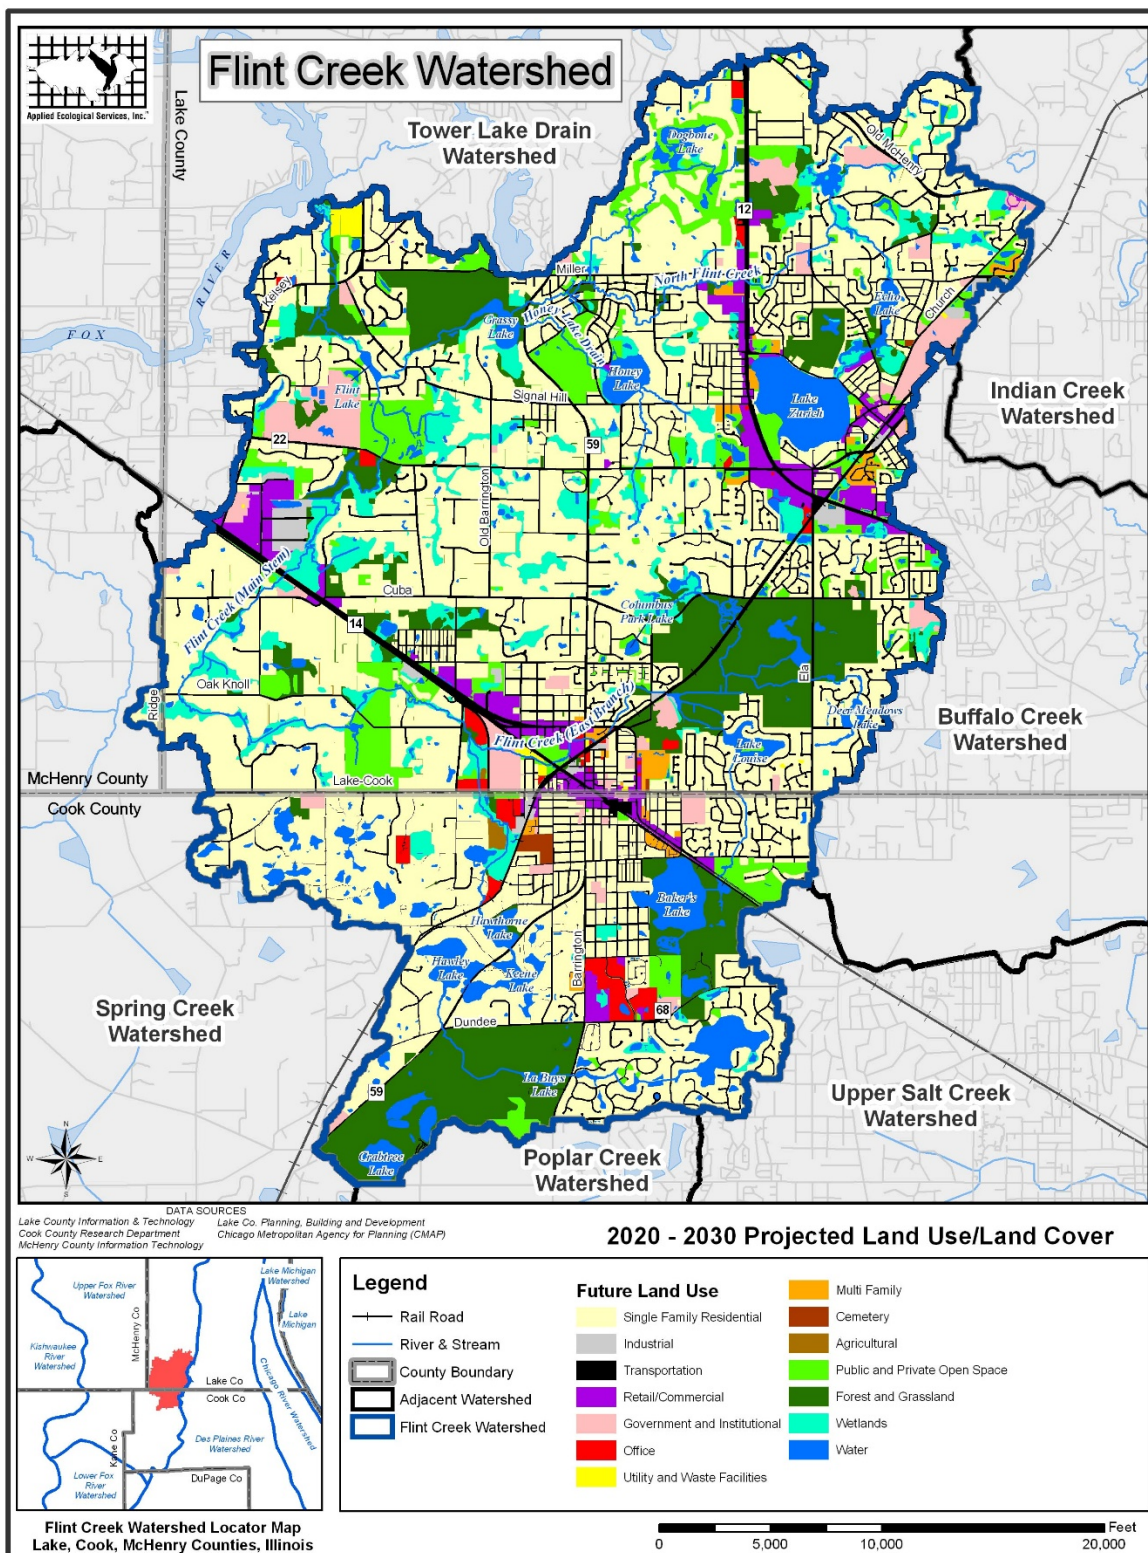 Applied Ecological Services, Inc.
Flint Creek Watershed
Lake County
Tower Lake Drain
Watershed
Dogbone
Lake
Old McHenry
12
RIVER
FOX
Kelsey
Miller
North Flint Creek
Grassy
Lake
Honey Lake Drain
Echo
Lake
Church
Honey
Lake
Flint
Lake
Signal Hill
Lake
Zurich
Indian Creek
Watershed
22
59
Old Barrington
Flint Creek (Main Stem)
Cuba
Columbus
Park Lake
14
Ela
Oak Knoll
Ridge
Flint Creek (East Branch)
Deer Meadows
Lake
Lake
Louise
Buffalo Creek
Watershed
McHenry County
Lake-Cook
Cook County
Baker's
Lake
Hawthorne
Lake
Hawley
Lake
Keene
Lake
Barrington
Spring Creek
Watershed
Dundee
68
59
La Buys
Lake
Upper Salt Creek
Watershed
N
W E
S
Crabtree
Lake
Poplar Creek
Watershed
DATA SOURCES
Lake County Information & Technology
Cook County Research Department
McHenry County Information Technology
Lake Co. Planning, Building and Development
Chicago Metropolitan Agency for Planning (CMAP)
2020 - 2030 Projected Land Use/Land Cover
Upper Fox River
Watershed
Lake Michigan
Watershed
Lake
Michigan
McHenry Co
Kishwaukee
River
Watershed
Lake Co
Cook Co
Chicago River Watershed
Kane Co
Des Plaines River
Watershed
Lower Fox
River
Watershed
DuPage Co
Flint Creek Watershed Locator Map
Lake, Cook, McHenry Counties, Illinois
Legend
Rail Road
River & Stream
County Boundary
Adjacent Watershed
Flint Creek Watershed
Future Land Use
Single Family Residential
Industrial
Transportation
Retail/Commercial
Government and Institutional
Office
Utility and Waste Facilities
Multi Family
Cemetery
Agricultural
Public and Private Open Space
Forest and Grassland
Wetlands
Water
Feet
0 5,000 10,000 20,000